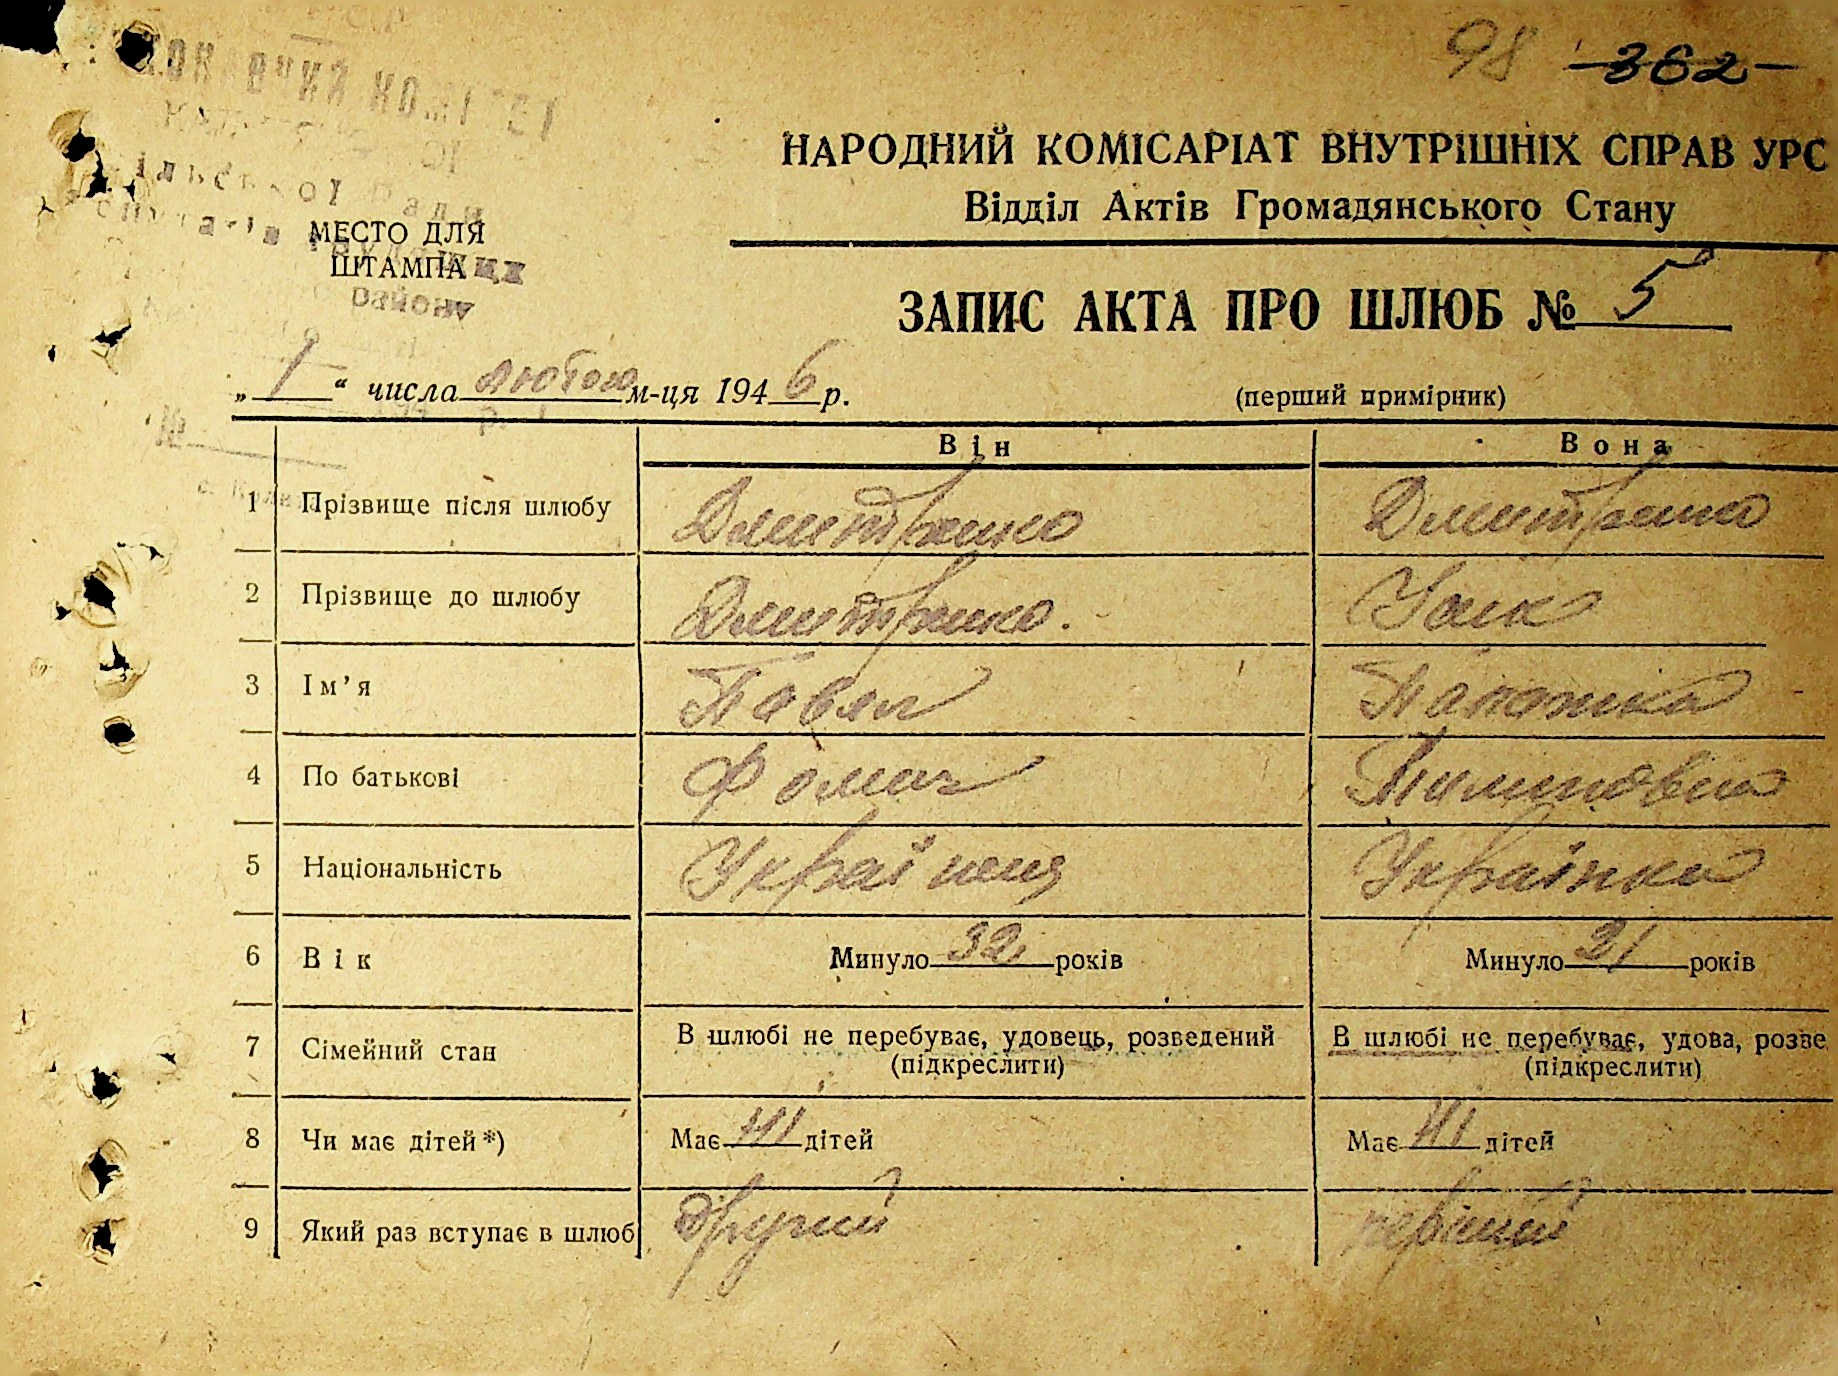 98 362
НАРОДНИЙ КОМІСАРІАТ ВНУТРІШНІХ СПРАВ УРС
Відділ Актів Громадянського Стану
МЕСТО ДЛЯ
ШТАМПА
ЗАПИС АКТА ПРО ШЛЮБ № 5
„1“ числа лютого м-ця 1946 р.
(перший примірник)
Він Вона
1 Прізвище після шлюбу Дмитренко Дмитренко
2 Прізвище до шлюбу Дмитренко.
3 Ім’я Павел
4 По батькові Фомич
5 Національність Українец Українка
6 Вік Минуло 32 років Минуло 21 років
7 Сімейний стан В шлюбі не перебуває, удовець, розведений В шлюбі не перебуває, удова, розве
(підкреслити) (підкреслити)
8 Чи має дітей*) Має ні дітей Має ні дітей
9 Який раз вступає в шлюб другий первіший